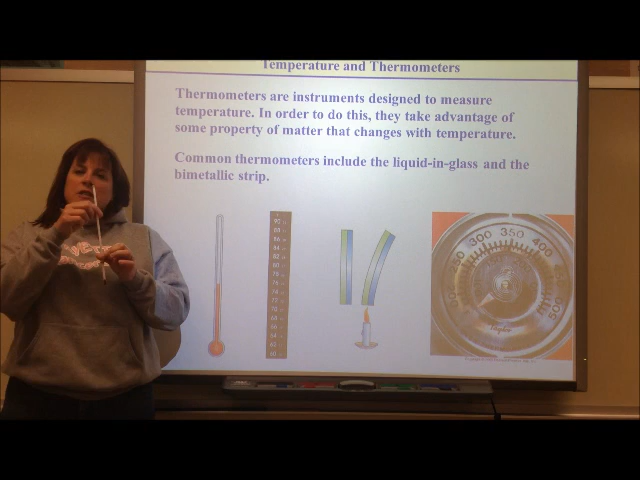 Temperature and Thermometers
Thermometers are instruments designed to measure
temperature. In order to do this, they take advantage of
some property of matter that changes with temperature.
Common thermometers include the liquid-in-glass and the
bimetallic strip.
300 350 400
500